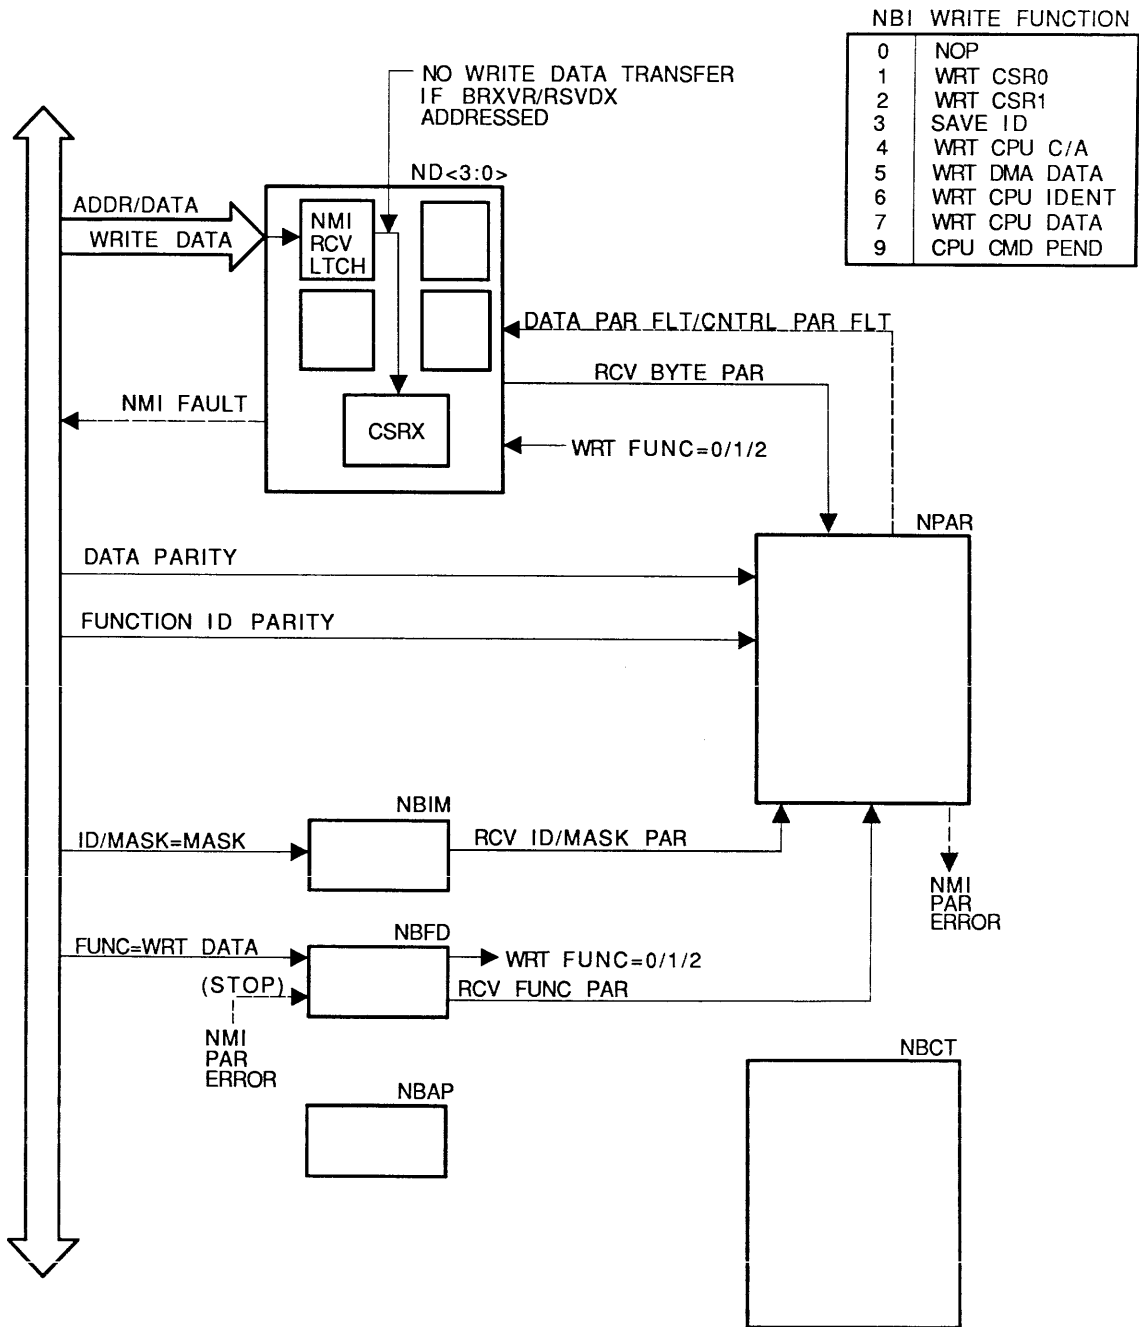 NBI WRITE FUNCTION
0 NOP
1 WRT CSR0
2 WRT CSR1
3 SAVE ID
4 WRT CPU C/A
5 WRT DMA DATA
6 WRT CPU IDENT
7 WRT CPU DATA
9 CPU CMD PEND
NO WRITE DATA TRANSFER
IF BRXVR/RSVDX
ADDRESSED
ND<3:0>
ADDR/DATA
WRITE DATA
NMI
RCV
LTCH
DATA PAR FLT/CNTRL PAR FLT
RCV BYTE PAR
NMI FAULT
CSRX
WRT FUNC=0/1/2
NPAR
DATA PARITY
FUNCTION ID PARITY
NBIM
ID/MASK=MASK
RCV ID/MASK PAR
NMI
PAR
ERROR
NBFD
FUNC=WRT DATA
WRT FUNC=0/1/2
(STOP)
RCV FUNC PAR
NMI
PAR
ERROR
NBCT
NBAP